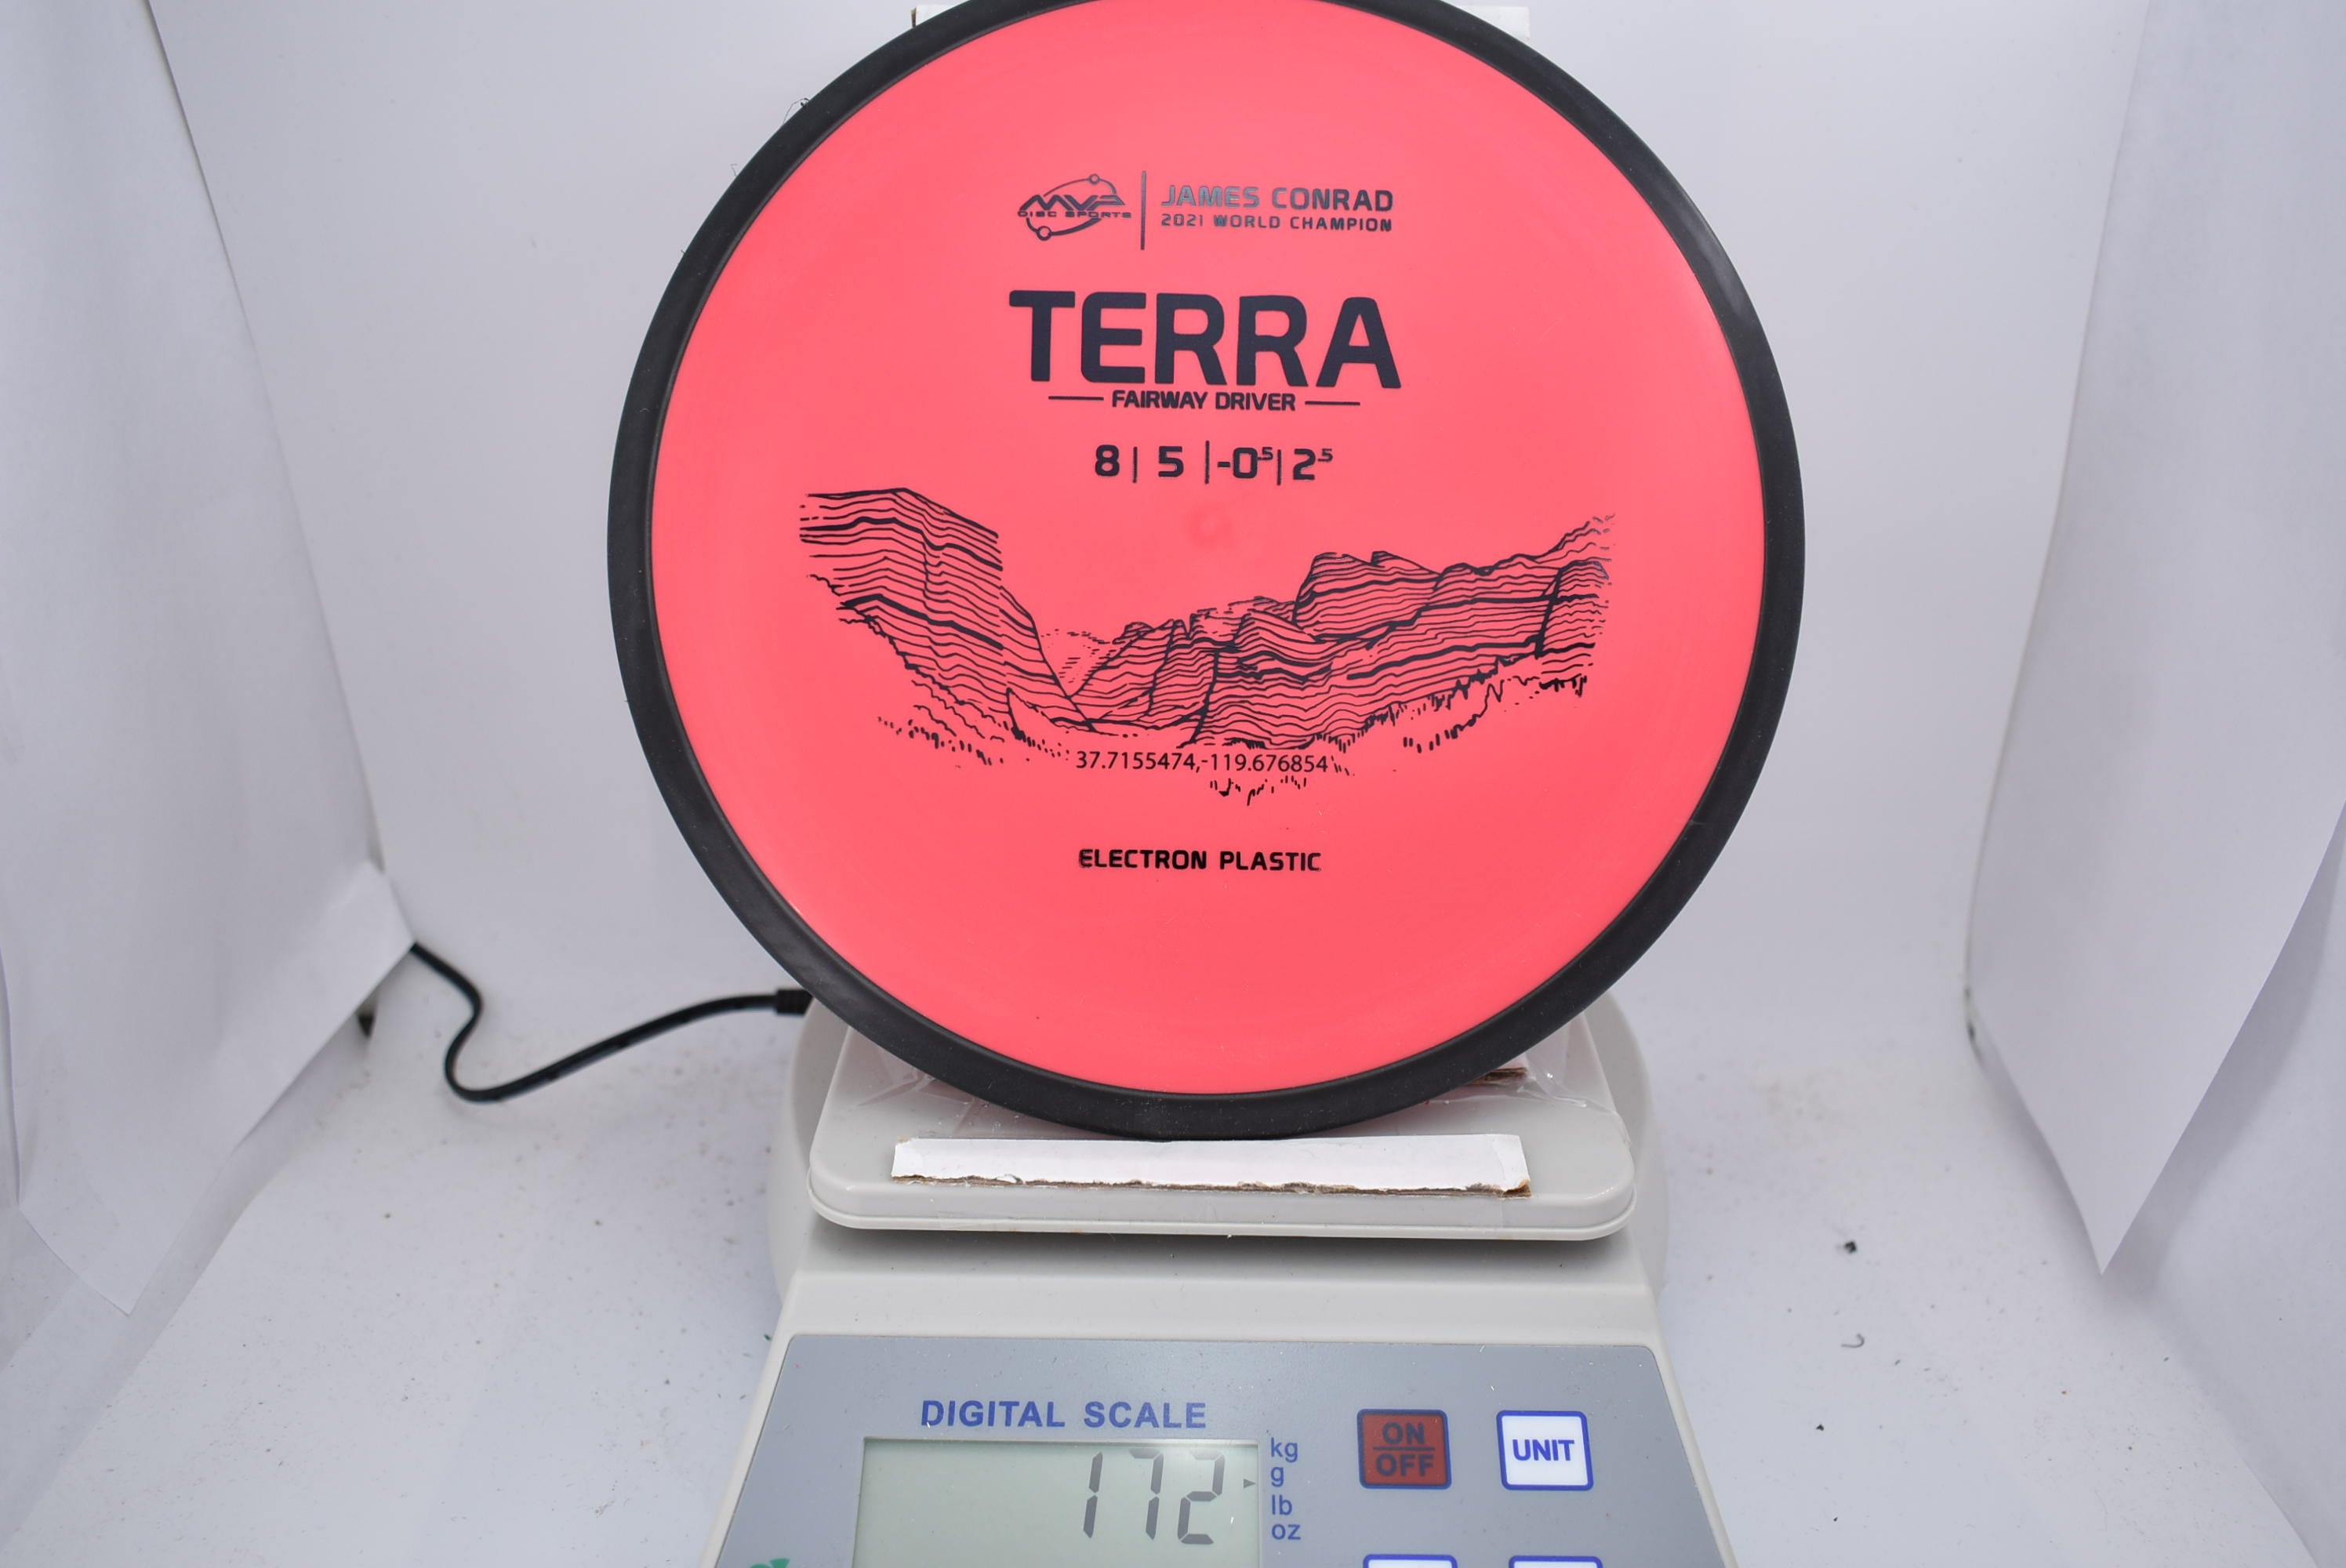 MVP
DISC SPORTS
JAMES CONRAD
2021 WORLD CHAMPION
TERRA
FAIRWAY DRIVER
8 | 5 | -0.5 | 2.5
37.7155474,-119.676854
ELECTRON PLASTIC
DIGITAL SCALE
172
kg
g
lb
oz
ON
OFF
UNIT